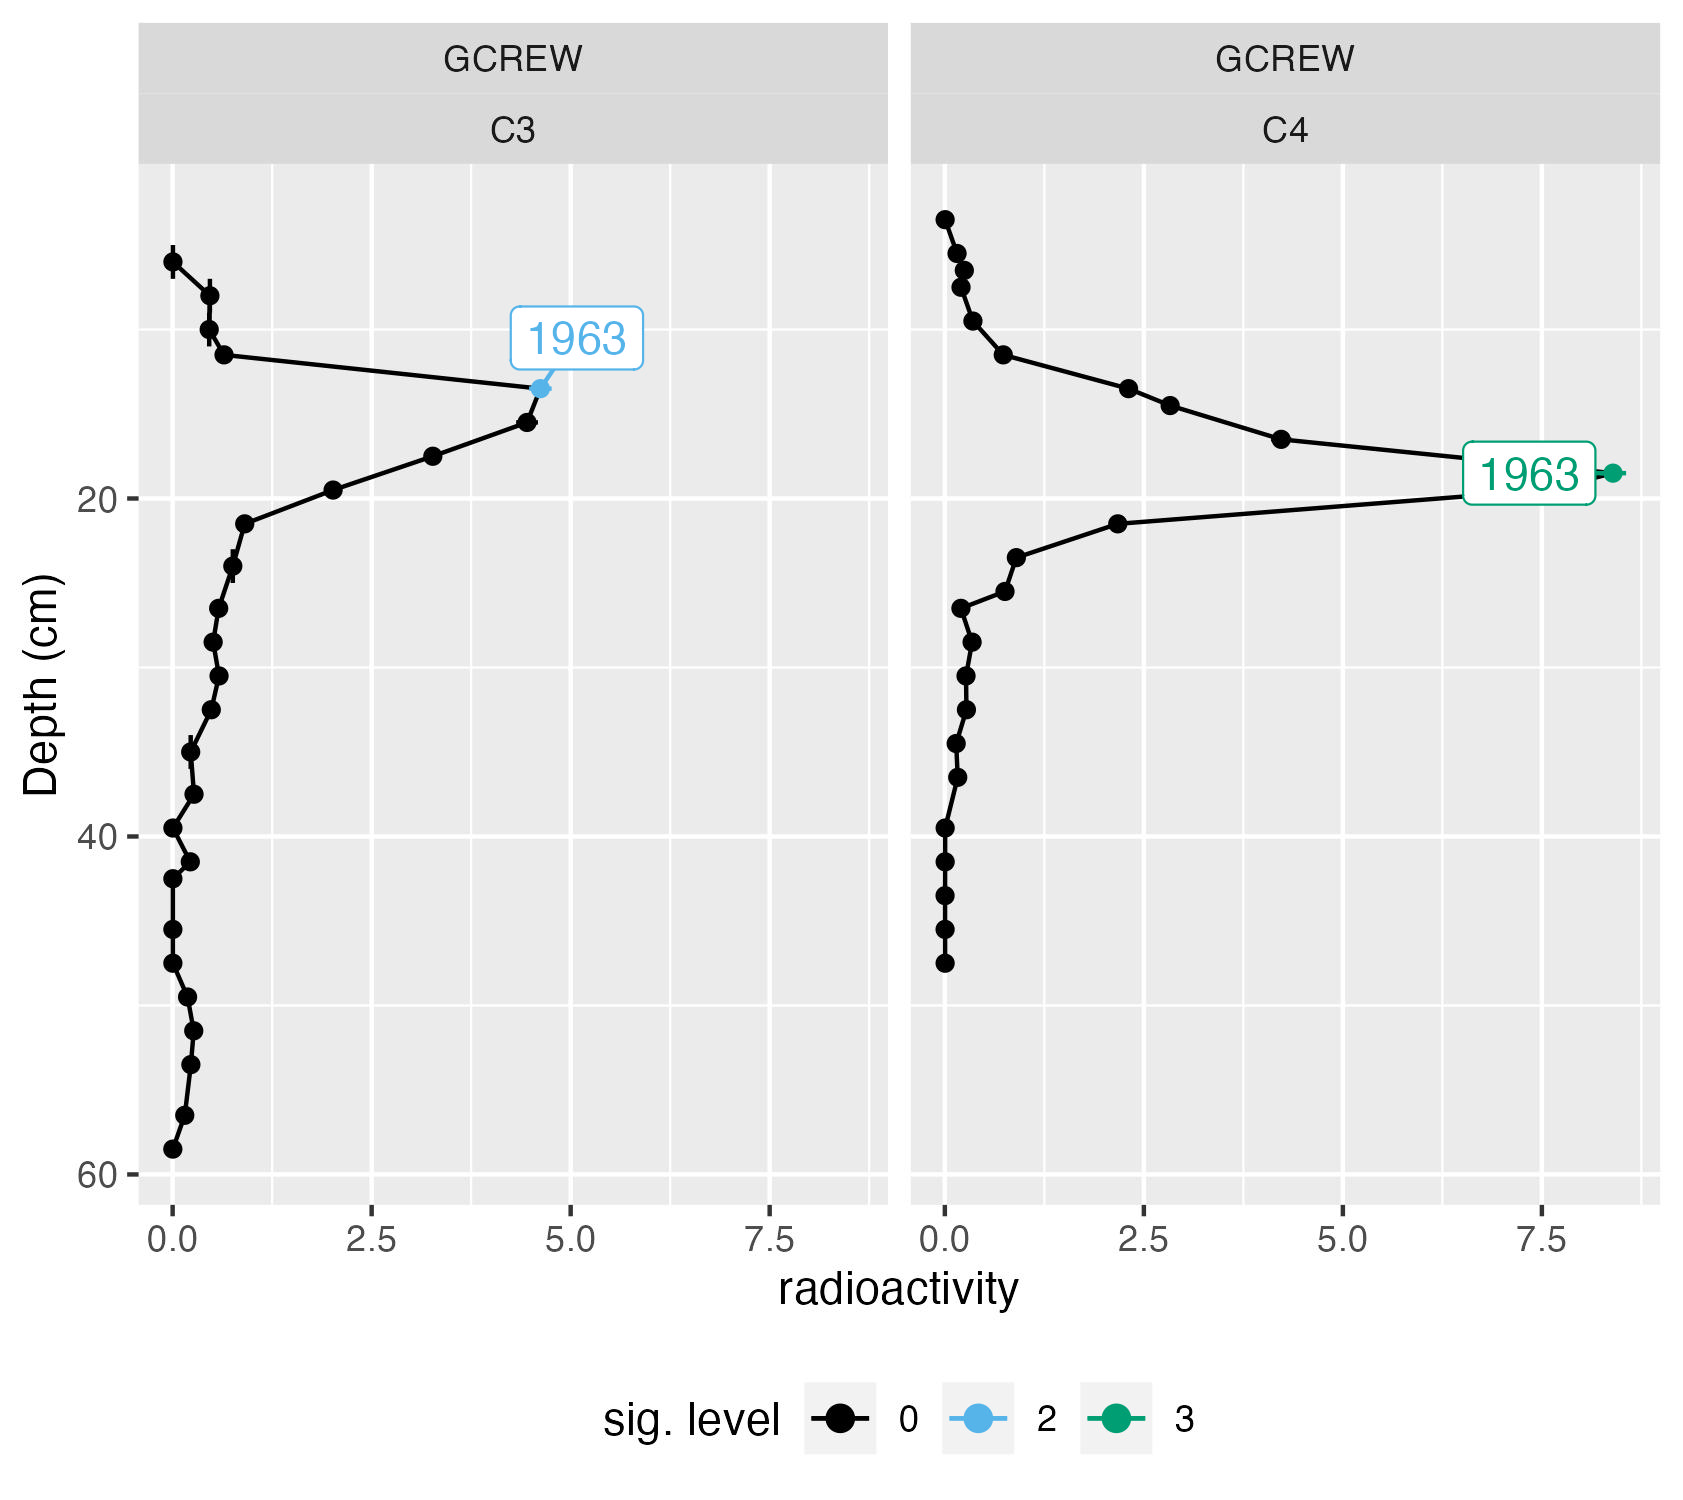 GCREW GCREW
C3 C4
1963
1963
20
40
60
Depth (cm)
0.0 2.5 5.0 7.5 0.0 2.5 5.0 7.5
radioactivity
sig. level 0 2 3